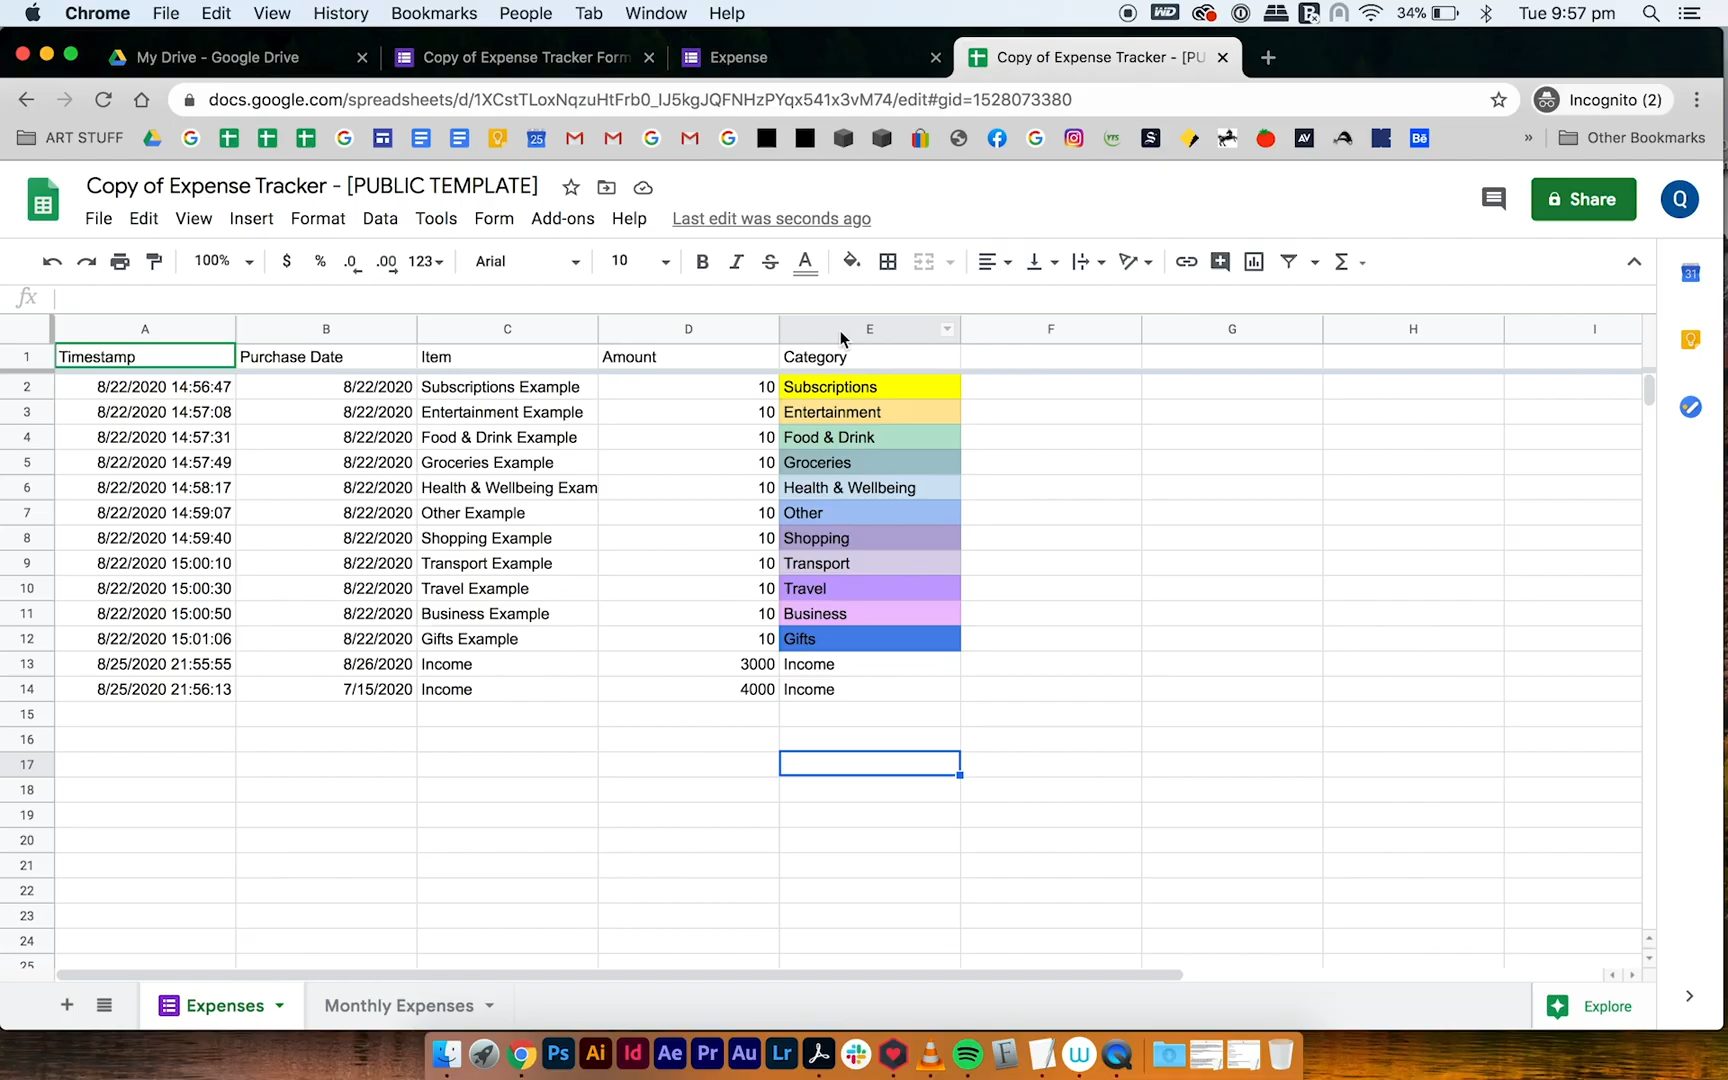 Chrome File Edit View History Bookmarks People Tab Window Help 34% Tue 9:57 pm
My Drive - Google Drive Copy of Expense Tracker Form Expense Copy of Expense Tracker - [PU
docs.google.com/spreadsheets/d/1XCstTLoxNqzuHtFrb0_IJ5kgJQFNHzPYqx541x3vM74/edit#gid=1528073380 Incognito (2)
ART STUFF 25 AV Bē » Other Bookmarks
Copy of Expense Tracker - [PUBLIC TEMPLATE] Share Q
File Edit View Insert Format Data Tools Form Add-ons Help Last edit was seconds ago
100% $ % .0 .00 123 Arial 10 B I S A Σ 31
fx
A B C D E F G H I
1 Timestamp Purchase Date Item Amount Category
2 8/22/2020 14:56:47 8/22/2020 Subscriptions Example 10 Subscriptions
3 8/22/2020 14:57:08 8/22/2020 Entertainment Example 10 Entertainment
4 8/22/2020 14:57:31 8/22/2020 Food & Drink Example 10 Food & Drink
5 8/22/2020 14:57:49 8/22/2020 Groceries Example 10 Groceries
6 8/22/2020 14:58:17 8/22/2020 Health & Wellbeing Exam 10 Health & Wellbeing
7 8/22/2020 14:59:07 8/22/2020 Other Example 10 Other
8 8/22/2020 14:59:40 8/22/2020 Shopping Example 10 Shopping
9 8/22/2020 15:00:10 8/22/2020 Transport Example 10 Transport
10 8/22/2020 15:00:30 8/22/2020 Travel Example 10 Travel
11 8/22/2020 15:00:50 8/22/2020 Business Example 10 Business
12 8/22/2020 15:01:06 8/22/2020 Gifts Example 10 Gifts
13 8/25/2020 21:55:55 8/26/2020 Income 3000 Income
14 8/25/2020 21:56:13 7/15/2020 Income 4000 Income
15
16
17
18
19
20
21
22
23
24
25
Expenses Monthly Expenses Explore
Ps Ai Id Ae Pr Au Lr